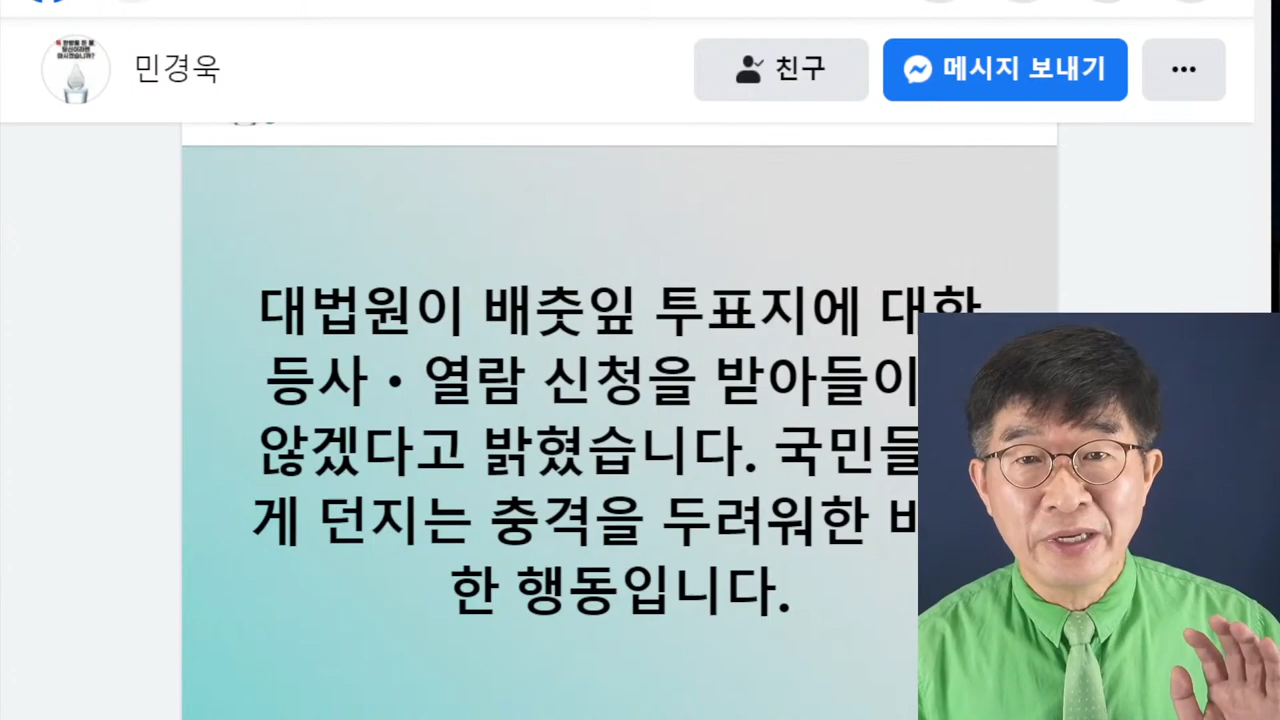 민경욱
친구
메시지 보내기
대법원이 배춧잎 투표지에 대한
등사·열람 신청을 받아들이
않겠다고 밝혔습니다. 국민들
게 던지는 충격을 두려워한
한 행동입니다.